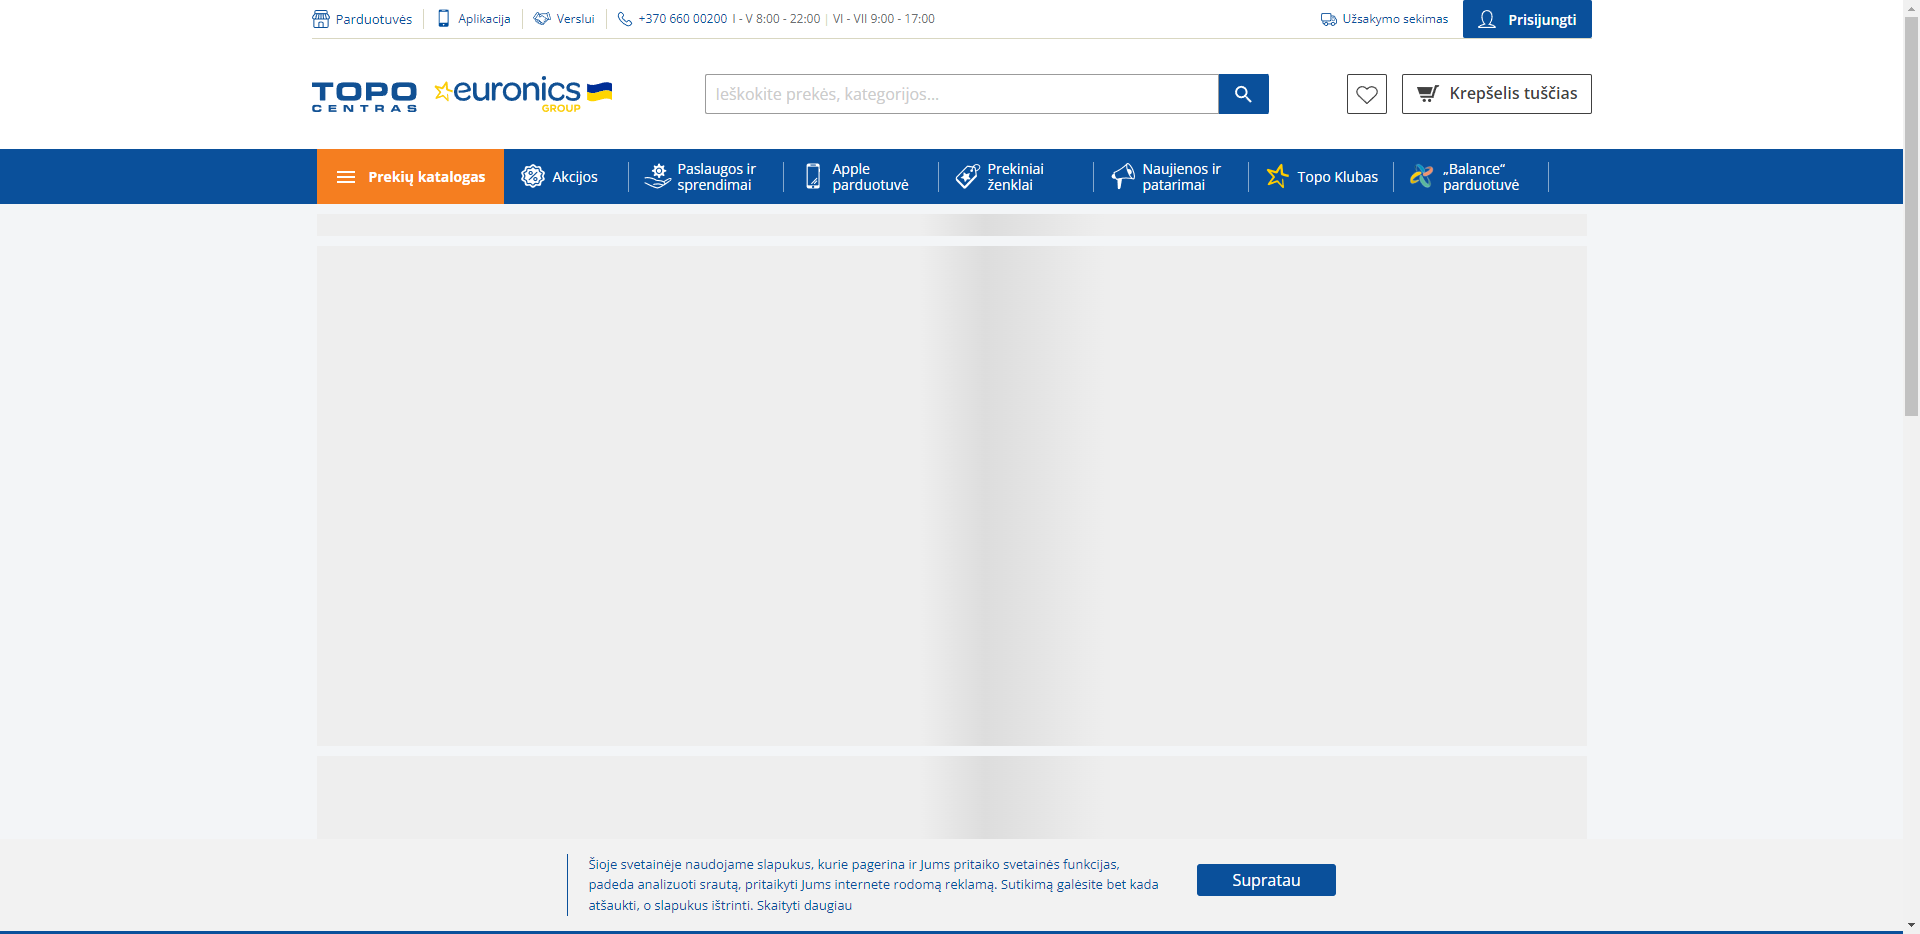 Parduotuvės
Aplikacija
Verslui
+370 660 00200 I - V 8:00 - 22:00 | VI - VII 9:00 - 17:00
Užsakymo sekimas
Prisijungti
TOPO CENTRAS
euronics GROUP
Ieškokite prekės, kategorijos...
Krepšelis tuščias
Prekių katalogas
Akcijos
Paslaugos ir
sprendimai
Apple
parduotuvė
Prekiniai
ženklai
Naujienos ir
patarimai
Topo Klubas
„Balance“
parduotuvė
Šioje svetainėje naudojame slapukus, kurie pagerina ir Jums pritaiko svetainės funkcijas,
padeda analizuoti srautą, pritaikyti Jums internete rodomą reklamą. Sutikimą galėsite bet kada
atšaukti, o slapukus ištrinti. Skaityti daugiau
Supratau